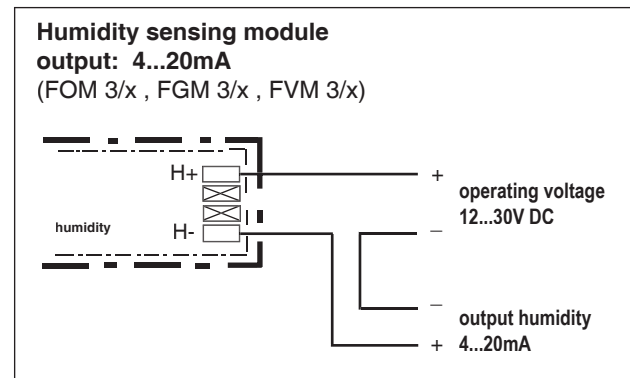 Humidity sensing module
output: 4...20mA
(FOM 3/x , FGM 3/x , FVM 3/x)
H+
+
operating voltage
12...30V DC
humidity
H-
–
–
output humidity
+ 4...20mA